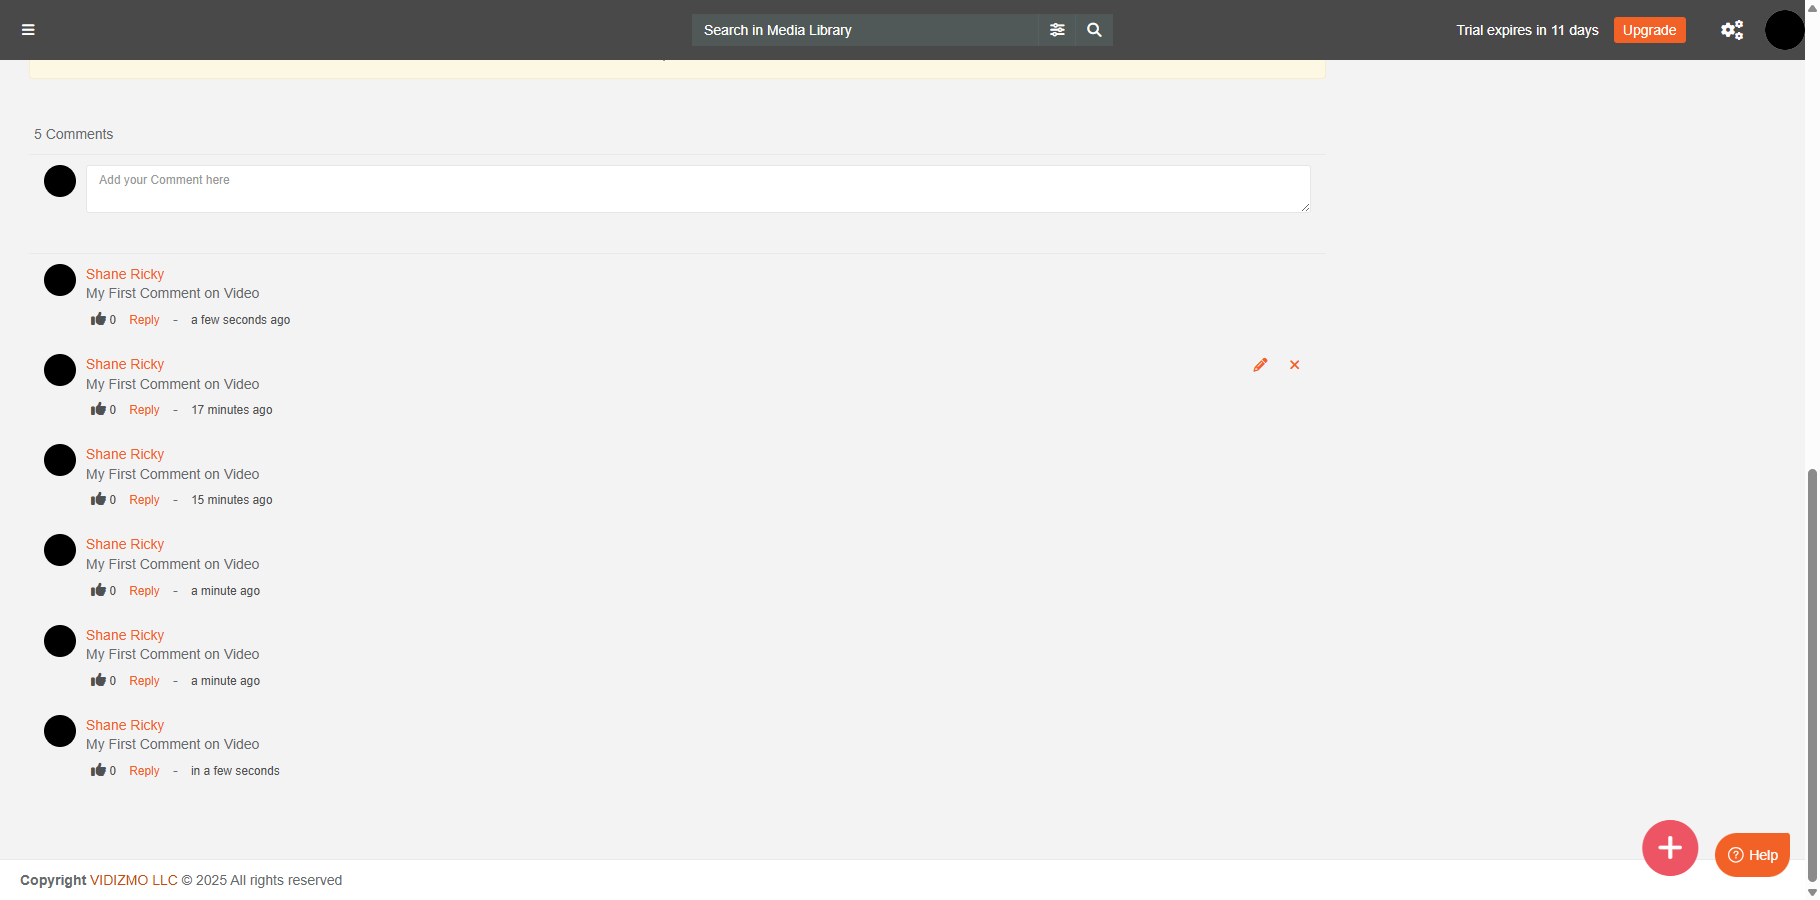 Search in Media Library
Trial expires in 11 days
Upgrade
5 Comments
Add your Comment here
Shane Ricky
My First Comment on Video
0 Reply - a few seconds ago
Shane Ricky
My First Comment on Video
0 Reply - 17 minutes ago
Shane Ricky
My First Comment on Video
0 Reply - 15 minutes ago
Shane Ricky
My First Comment on Video
0 Reply - a minute ago
Shane Ricky
My First Comment on Video
0 Reply - a minute ago
Shane Ricky
My First Comment on Video
0 Reply - in a few seconds
Help
Copyright VIDIZMO LLC © 2025 All rights reserved